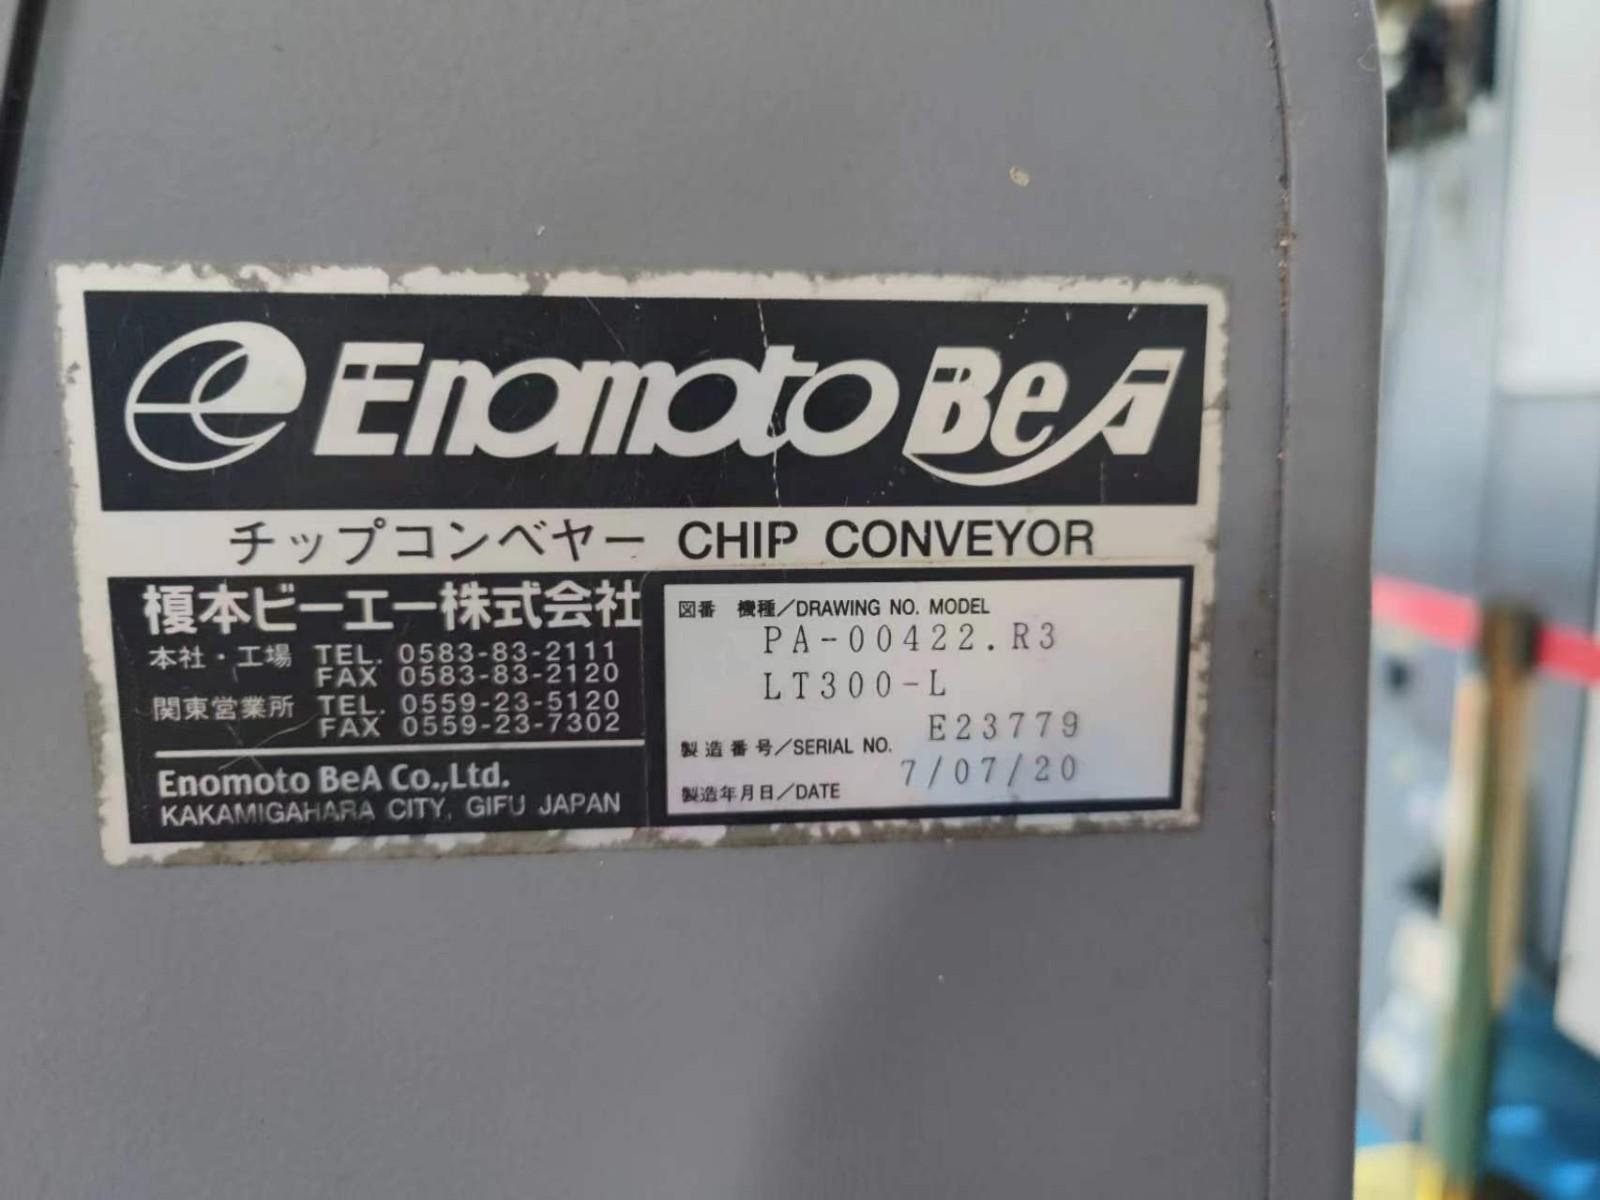 Enomoto BeA
チップコンベヤー CHIP CONVEYOR
榎本ビーエー株式会社
本社・工場 TEL. 0583-83-2111
FAX 0583-83-2120
関東営業所 TEL. 0559-23-5120
FAX 0559-23-7302
Enomoto BeA Co.,Ltd.
KAKAMIGAHARA CITY, GIFU JAPAN
図番 機種/DRAWING NO. MODEL
PA-00422.R3
LT300-L
製造番号/SERIAL NO. E23779
製造年月日/DATE 7/07/20